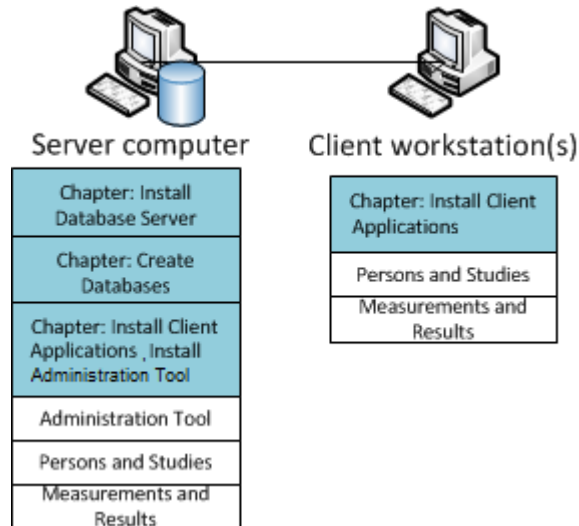 Server computer
Chapter: Install
Database Server
Chapter: Create
Databases
Chapter: Install Client
Applications , Install
Administration Tool
Administration Tool
Persons and Studies
Measurements and
Results
Client workstation(s)
Chapter: Install Client
Applications
Persons and Studies
Measurements and
Results